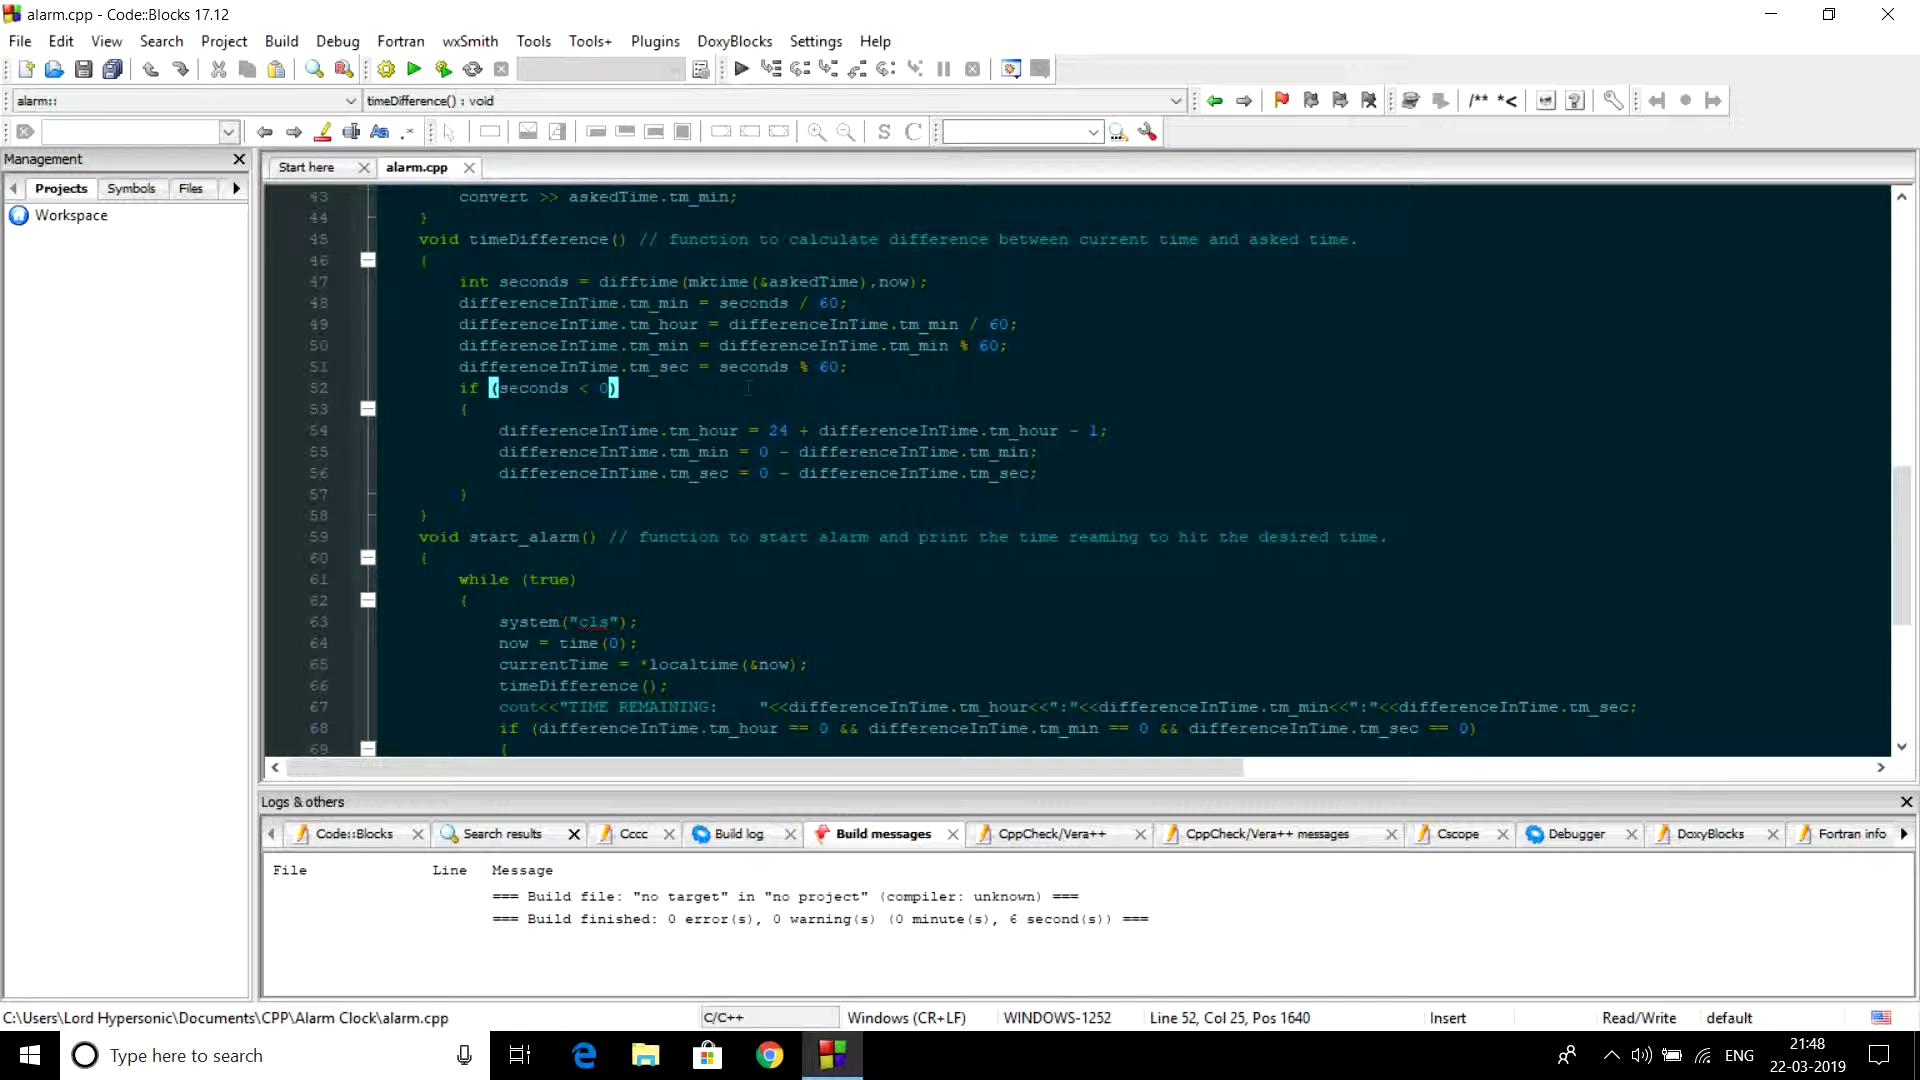 alarm.cpp - Code::Blocks 17.12
File Edit View Search Project Build Debug Fortran wxSmith Tools Tools+ Plugins DoxyBlocks Settings Help
alarm:: timeDifference() : void
/** *<
S C
Management
Start here alarm.cpp
Projects Symbols Files
Workspace
43 convert >> askedTime.tm_min;
44 }
45 void timeDifference() // function to calculate difference between current time and asked time.
46 {
47 int seconds = difftime(mktime(&askedTime),now);
48 differenceInTime.tm_min = seconds / 60;
49 differenceInTime.tm_hour = differenceInTime.tm_min / 60;
50 differenceInTime.tm_min = differenceInTime.tm_min % 60;
51 differenceInTime.tm_sec = seconds % 60;
52 if (seconds < 0)
53 {
54 differenceInTime.tm_hour = 24 + differenceInTime.tm_hour - 1;
55 differenceInTime.tm_min = 0 - differenceInTime.tm_min;
56 differenceInTime.tm_sec = 0 - differenceInTime.tm_sec;
57 }
58 }
59 void start_alarm() // function to start alarm and print the time reaming to hit the desired time.
60 {
61 while (true)
62 {
63 system("cls");
64 now = time(0);
65 currentTime = *localtime(&now);
66 timeDifference();
67 cout<<"TIME REMAINING: "<<differenceInTime.tm_hour<<":"<<differenceInTime.tm_min<<":"<<differenceInTime.tm_sec;
68 if (differenceInTime.tm_hour == 0 && differenceInTime.tm_min == 0 && differenceInTime.tm_sec == 0)
69 {
Logs & others
Code::Blocks Search results Cccc Build log Build messages CppCheck/Vera++ CppCheck/Vera++ messages Cscope Debugger DoxyBlocks Fortran info
File Line Message
=== Build file: "no target" in "no project" (compiler: unknown) ===
=== Build finished: 0 error(s), 0 warning(s) (0 minute(s), 6 second(s)) ===
C:\Users\Lord Hypersonic\Documents\CPP\Alarm Clock\alarm.cpp C/C++ Windows (CR+LF) WINDOWS-1252 Line 52, Col 25, Pos 1640 Insert Read/Write default
Type here to search
ENG
21:48
22-03-2019